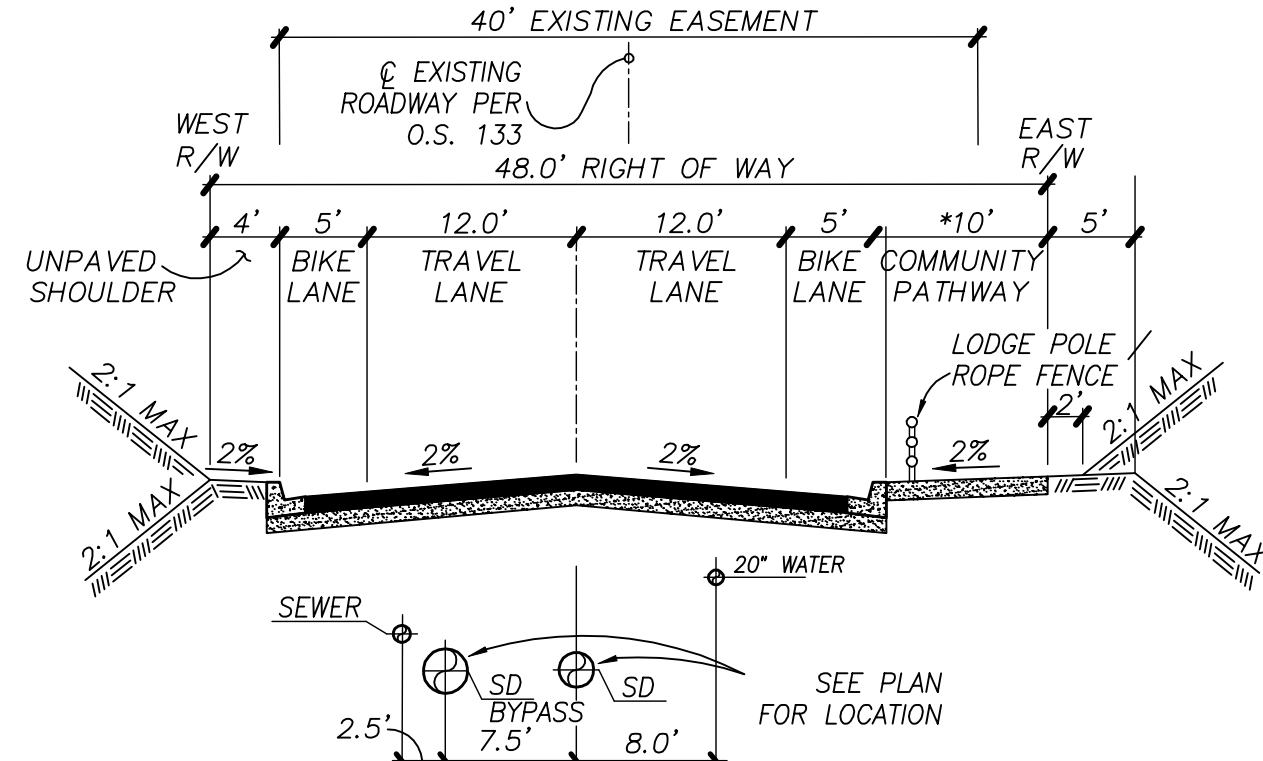 40' EXISTING EASEMENT
℄ EXISTING
ROADWAY PER
O.S. 133
WEST
R/W
EAST
R/W
48.0' RIGHT OF WAY
4'
5'
12.0'
12.0'
5'
*10'
5'
UNPAVED
SHOULDER
BIKE
LANE
TRAVEL
LANE
TRAVEL
LANE
BIKE
LANE
COMMUNITY
PATHWAY
LODGE POLE /
ROPE FENCE
2'
2:1 MAX
2:1 MAX
2%
2%
2%
2%
2:1 MAX
2:1 MAX
20" WATER
SEWER
SD
BYPASS
SD
SEE PLAN
FOR LOCATION
2.5'
7.5'
8.0'